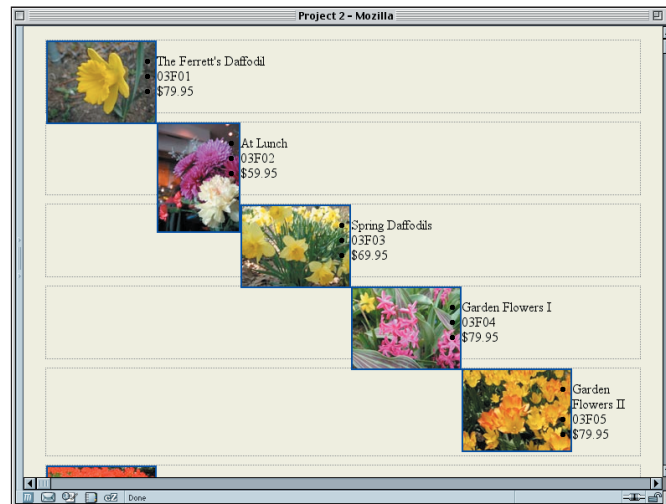 Project 2 – Mozilla
The Ferrett's Daffodil
03F01
$79.95
At Lunch
03F02
$59.95
Spring Daffodils
03F03
$69.95
Garden Flowers I
03F04
$79.95
Garden
Flowers II
03F05
$79.95
Done